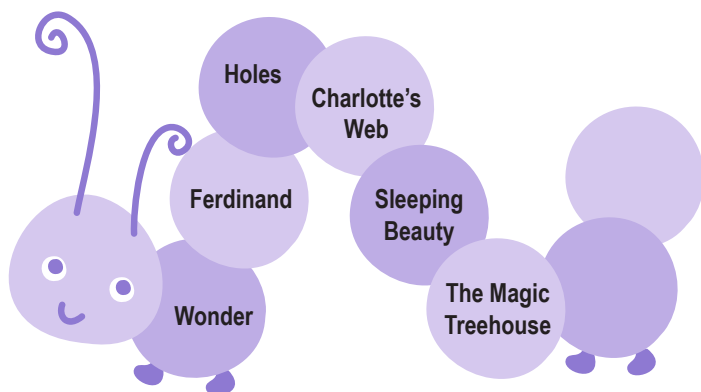 Holes
Charlotte's
Web
Ferdinand
Sleeping
Beauty
The Magic
Treehouse
Wonder